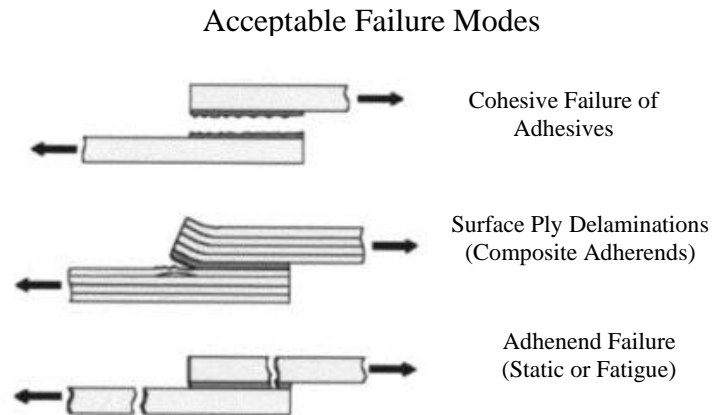 Acceptable Failure Modes
Cohesive Failure of
Adhesives
Surface Ply Delaminations
(Composite Adherends)
Adhenend Failure
(Static or Fatigue)